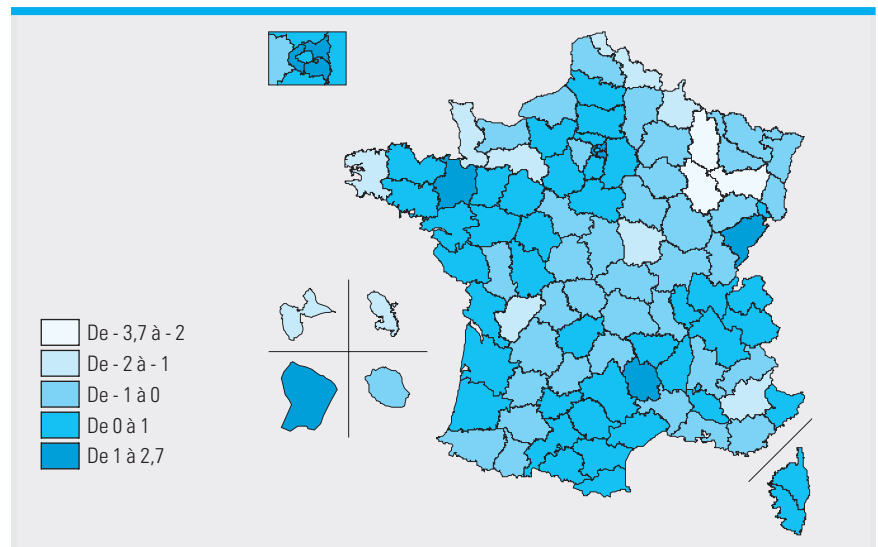 De - 3,7 à - 2
De - 2 à - 1
De - 1 à 0
De 0 à 1
De 1 à 2,7